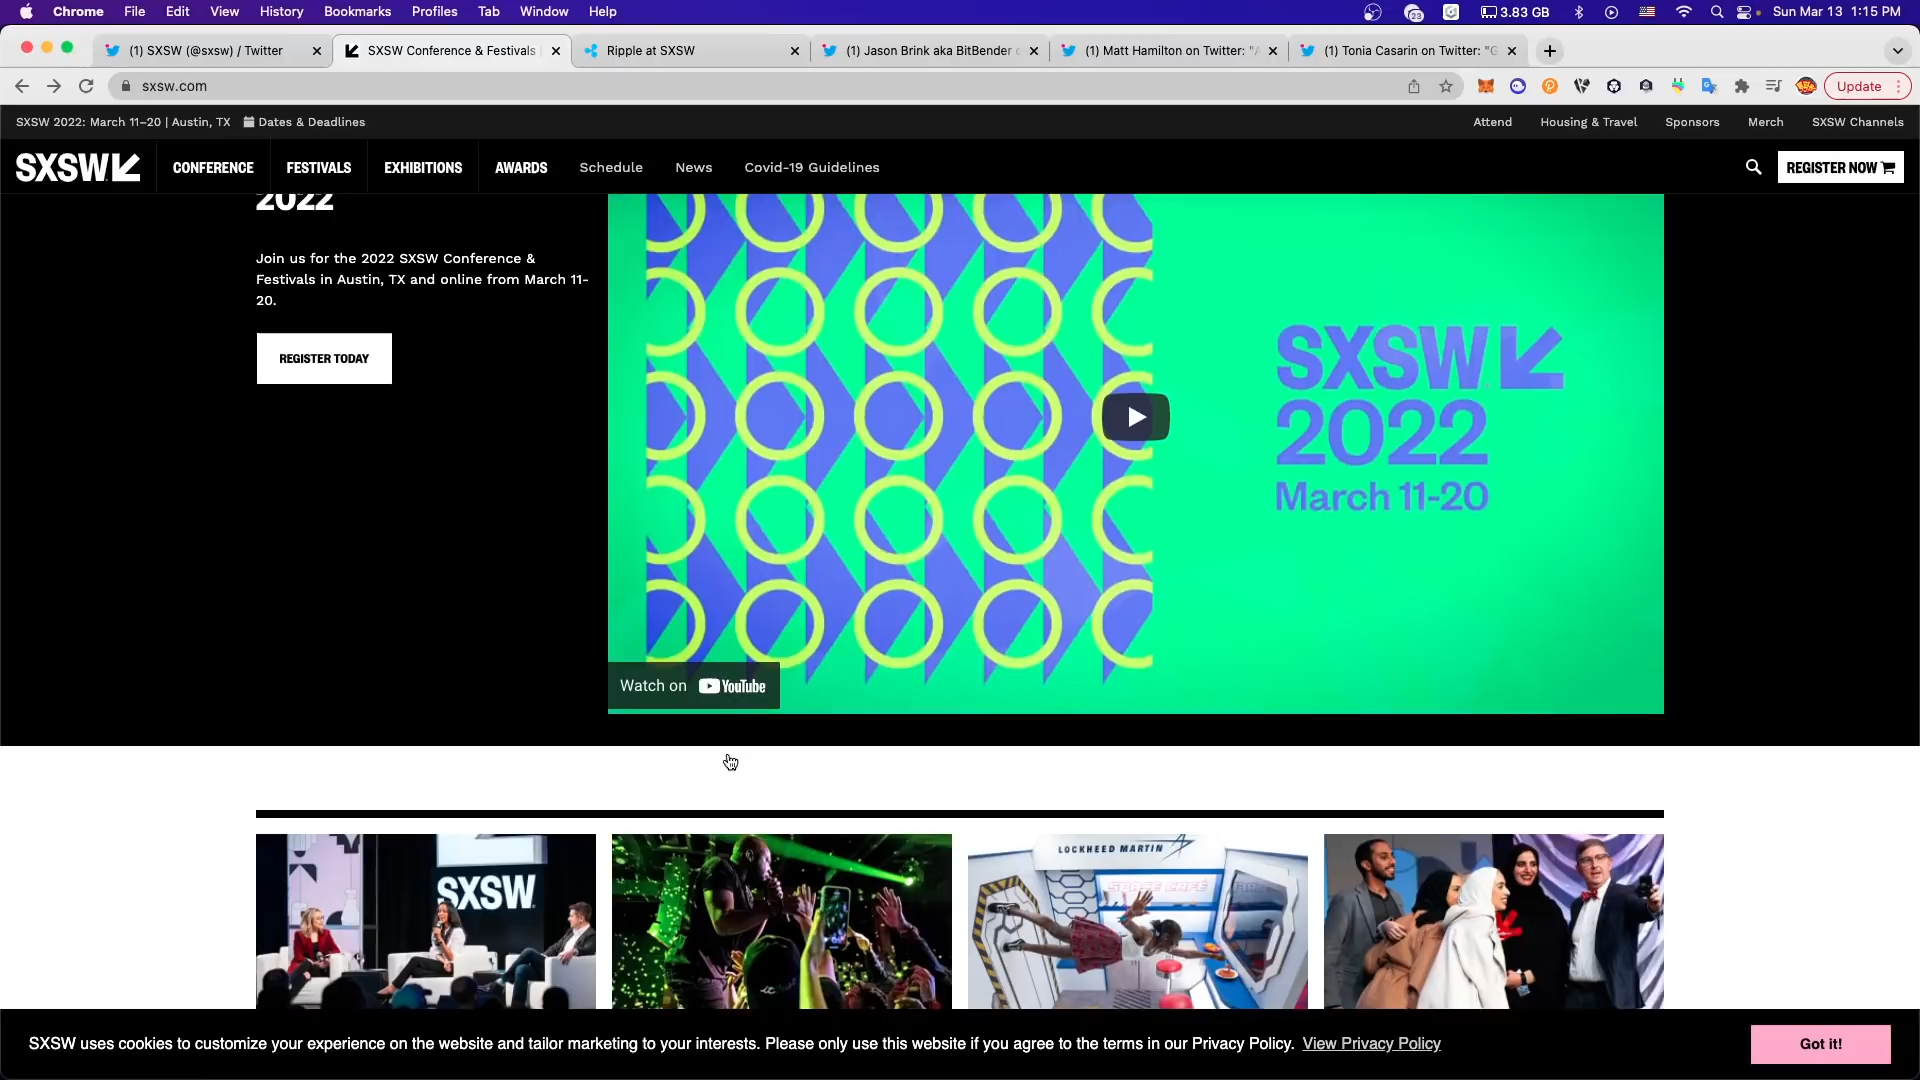 Chrome File Edit View History Bookmarks Profiles Tab Window Help 23 3.83 GB Sun Mar 13 1:15 PM
(1) SXSW (@sxsw) / Twitter SXSW Conference & Festivals Ripple at SXSW (1) Jason Brink aka BitBender (1) Matt Hamilton on Twitter: " (1) Tonia Casarin on Twitter: "G
sxsw.com Update
SXSW 2022: March 11–20 | Austin, TX Dates & Deadlines Attend Housing & Travel Sponsors Merch SXSW Channels
SXSW CONFERENCE FESTIVALS EXHIBITIONS AWARDS Schedule News Covid-19 Guidelines REGISTER NOW
2022
Join us for the 2022 SXSW Conference &
Festivals in Austin, TX and online from March 11-
20.
REGISTER TODAY
SXSW
2022
March 11-20
Watch on YouTube
SXSW
LOCKHEED MARTIN
SPACE CAFÉ
SXSW uses cookies to customize your experience on the website and tailor marketing to your interests. Please only use this website if you agree to the terms in our Privacy Policy. View Privacy Policy Got it!